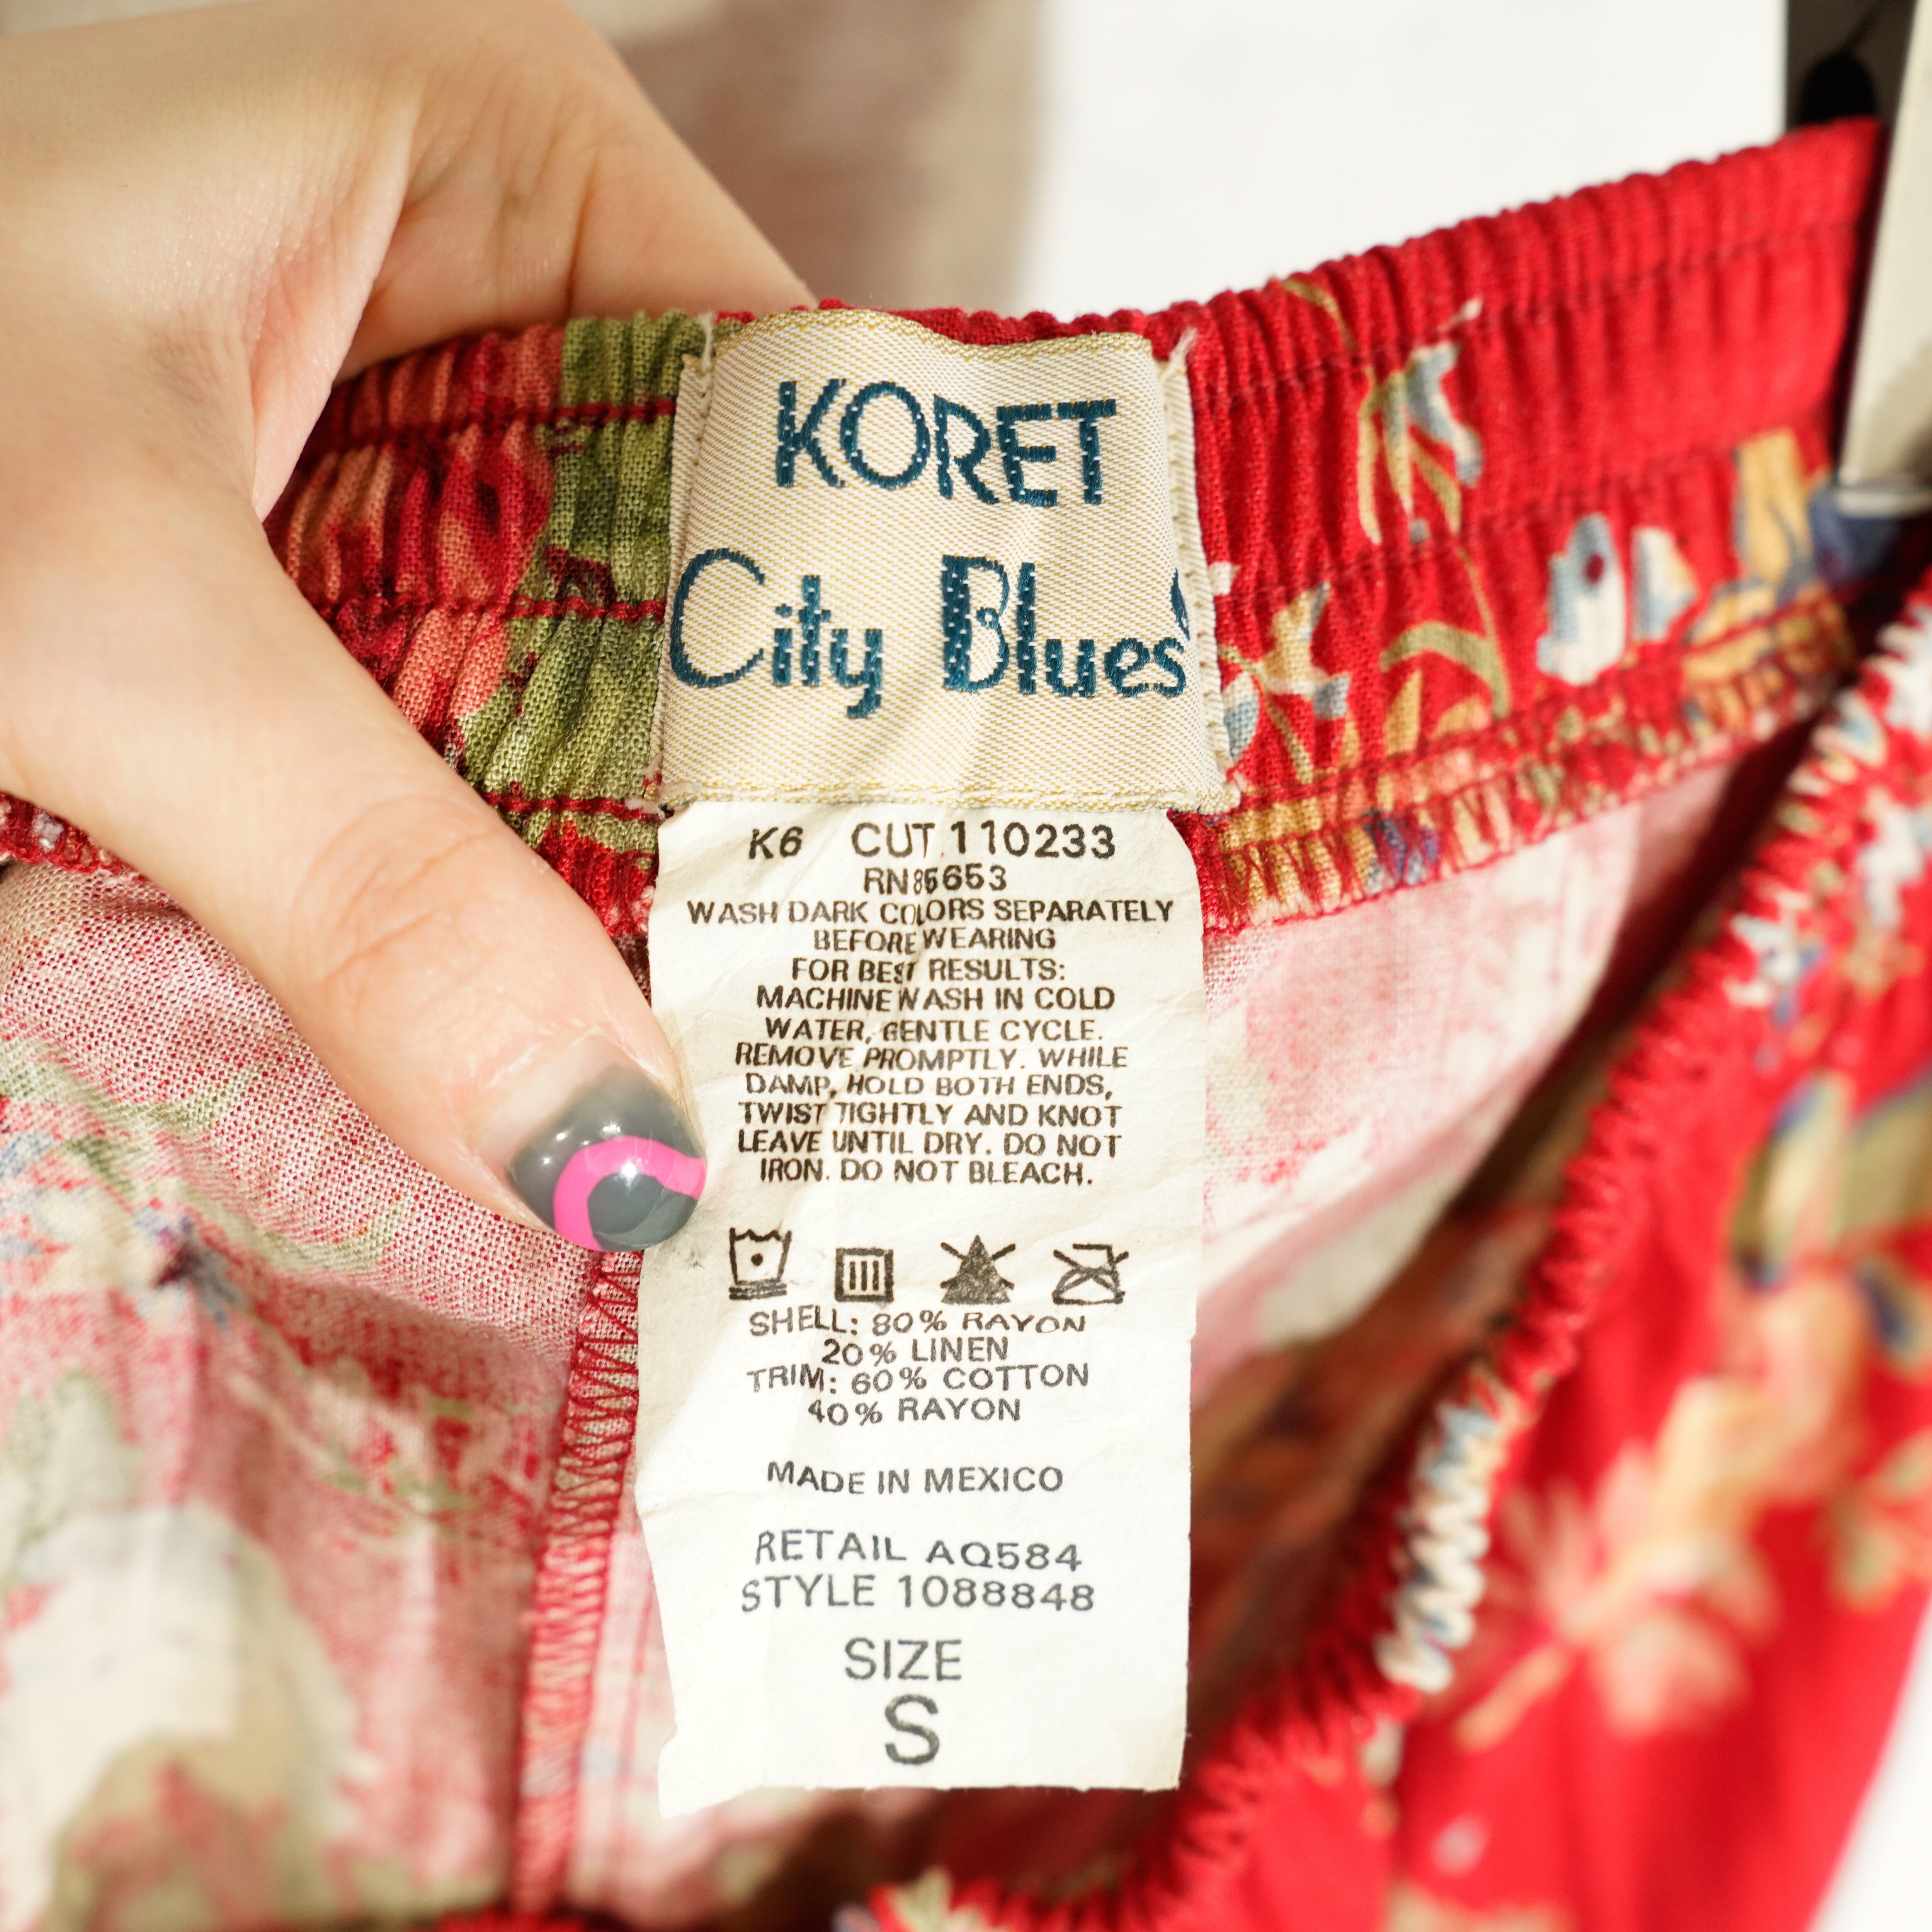 KORET
City Blues
K6 CUT 110233
RN85653
WASH DARK COLORS SEPARATELY
BEFORE WEARING
FOR BEST RESULTS:
MACHINE WASH IN COLD
WATER, GENTLE CYCLE.
REMOVE PROMPTLY. WHILE
DAMP, HOLD BOTH ENDS,
TWIST TIGHTLY AND KNOT
LEAVE UNTIL DRY. DO NOT
IRON. DO NOT BLEACH.
SHELL: 80% RAYON
20% LINEN
TRIM: 60% COTTON
40% RAYON
MADE IN MEXICO
RETAIL AQ584
STYLE 1088848
SIZE
S